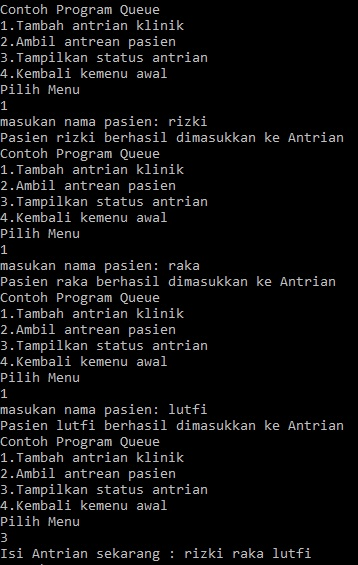 Contoh Program Queue
1.Tambah antrian klinik
2.Ambil antrean pasien
3.Tampilkan status antrian
4.Kembali kemenu awal
Pilih Menu
1
masukan nama pasien: rizki
Pasien rizki berhasil dimasukkan ke Antrian
Contoh Program Queue
1.Tambah antrian klinik
2.Ambil antrean pasien
3.Tampilkan status antrian
4.Kembali kemenu awal
Pilih Menu
1
masukan nama pasien: raka
Pasien raka berhasil dimasukkan ke Antrian
Contoh Program Queue
1.Tambah antrian klinik
2.Ambil antrean pasien
3.Tampilkan status antrian
4.Kembali kemenu awal
Pilih Menu
1
masukan nama pasien: lutfi
Pasien lutfi berhasil dimasukkan ke Antrian
Contoh Program Queue
1.Tambah antrian klinik
2.Ambil antrean pasien
3.Tampilkan status antrian
4.Kembali kemenu awal
Pilih Menu
3
Isi Antrian sekarang : rizki raka lutfi